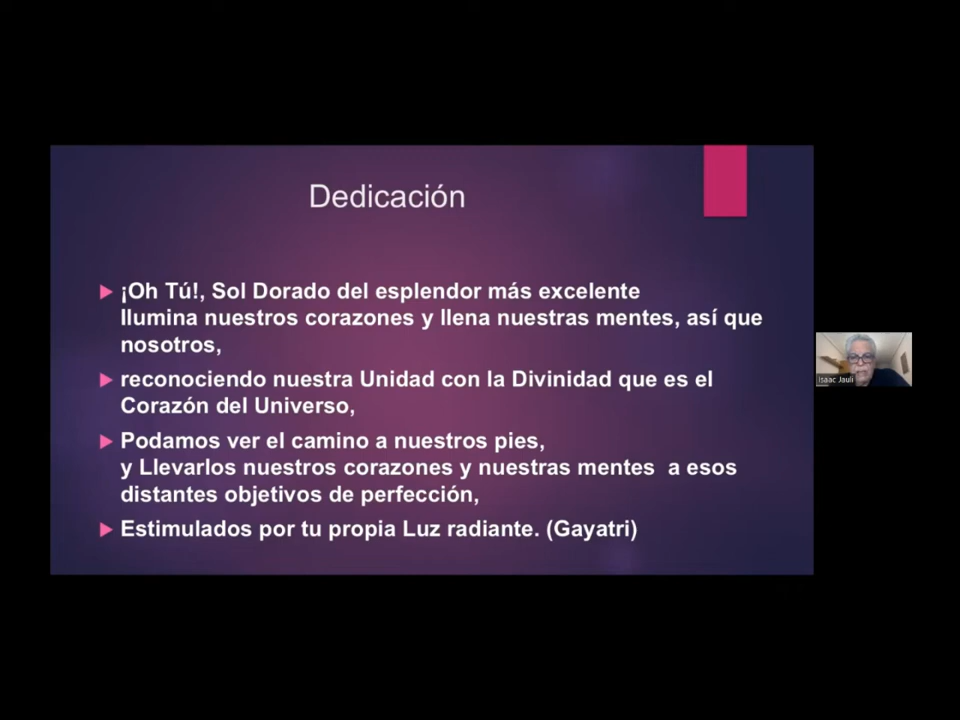 Dedicación
¡Oh Tú!, Sol Dorado del esplendor más excelente
Ilumina nuestros corazones y llena nuestras mentes, así que
nosotros,
reconociendo nuestra Unidad con la Divinidad que es el
Corazón del Universo,
Podamos ver el camino a nuestros pies,
y Llevarlos nuestros corazones y nuestras mentes a esos
distantes objetivos de perfección,
Estimulados por tu propia Luz radiante. (Gayatri)
Isaac Jauli